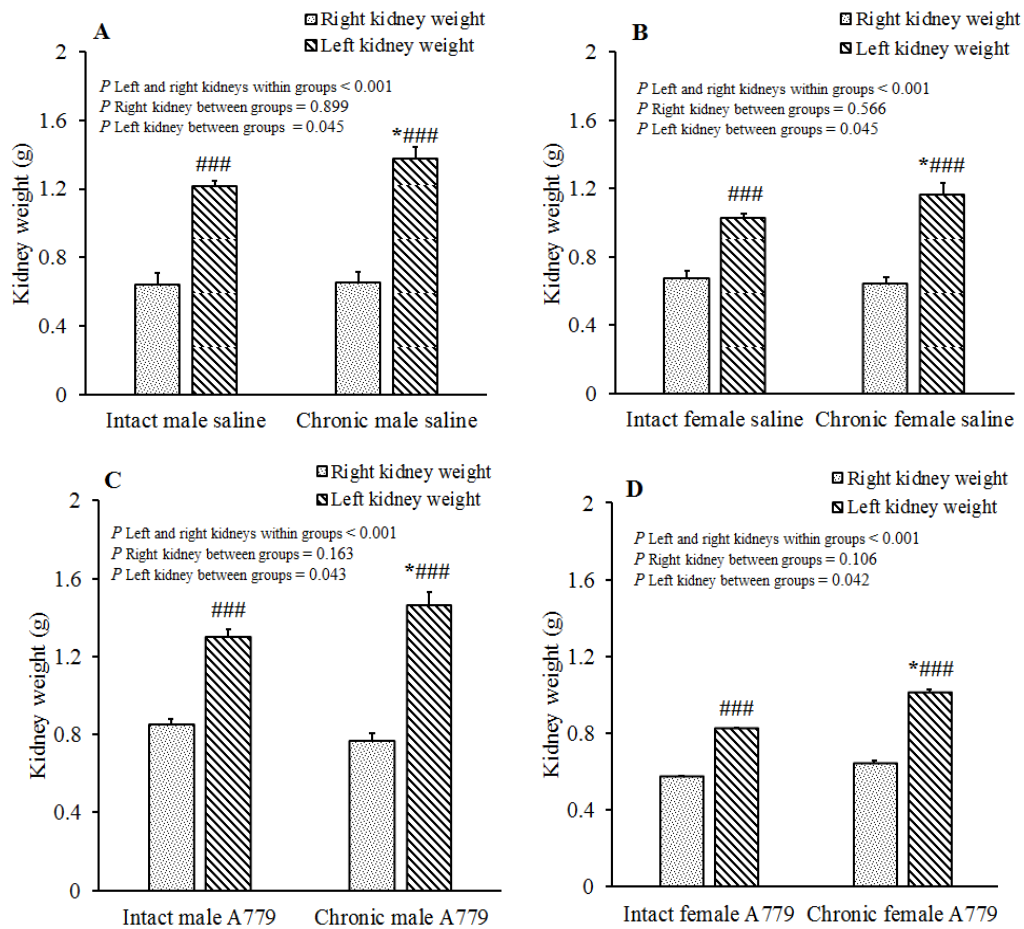 A
Right kidney weight
Left kidney weight
2
1.6
1.2
0.8
0.4
0
Kidney weight (g)
P Left and right kidneys within groups < 0.001
P Right kidney between groups = 0.899
P Left kidney between groups = 0.045
###
*###
Intact male saline
Chronic male saline
B
Right kidney weight
Left kidney weight
2
1.6
1.2
0.8
0.4
0
Kidney weight (g)
P Left and right kidneys within groups < 0.001
P Right kidney between groups = 0.566
P Left kidney between groups = 0.045
###
*###
Intact female saline
Chronic female saline
C
Right kidney weight
Left kidney weight
2
1.6
1.2
0.8
0.4
0
Kidney weight (g)
P Left and right kidneys within groups < 0.001
P Right kidney between groups = 0.163
P Left kidney between groups = 0.043
###
*###
Intact male A779
Chronic male A779
D
Right kidney weight
Left kidney weight
2
1.6
1.2
0.8
0.4
0
Kidney weight (g)
P Left and right kidneys within groups < 0.001
P Right kidney between groups = 0.106
P Left kidney between groups = 0.042
###
*###
Intact female A779
Chronic female A779